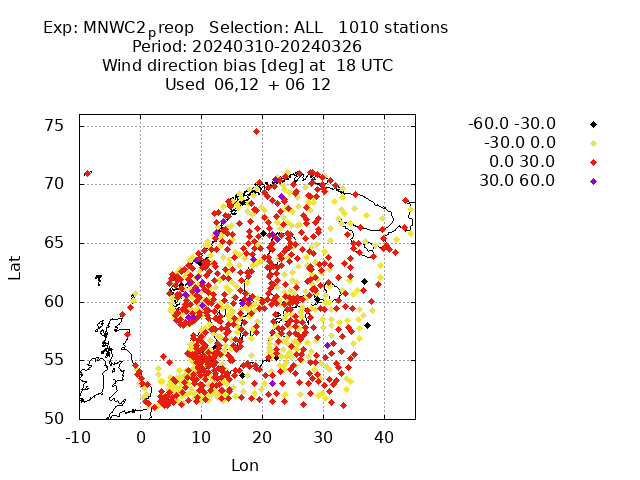 Exp: MNWC2preop   Selection: ALL   1010 stations
Period: 20240310-20240326
Wind direction bias [deg] at  18 UTC
Used  06,12  + 06 12
-60.0 -30.0
-30.0 0.0
0.0 30.0
30.0 60.0
75
70
65
60
55
50
Lat
-10 0 10 20 30 40
Lon